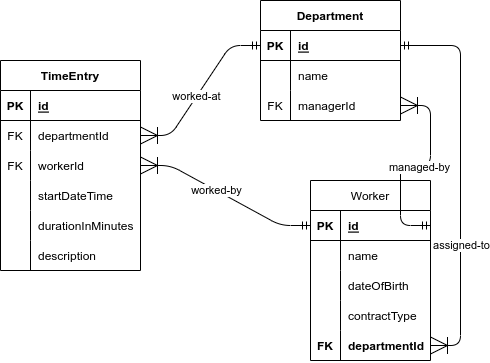 Department
PK id
name
FK managerId
TimeEntry
PK id
FK departmentId
FK workerId
startDateTime
durationInMinutes
description
worked-at
worked-by
managed-by
assigned-to
Worker
PK id
name
dateOfBirth
contractType
FK departmentId